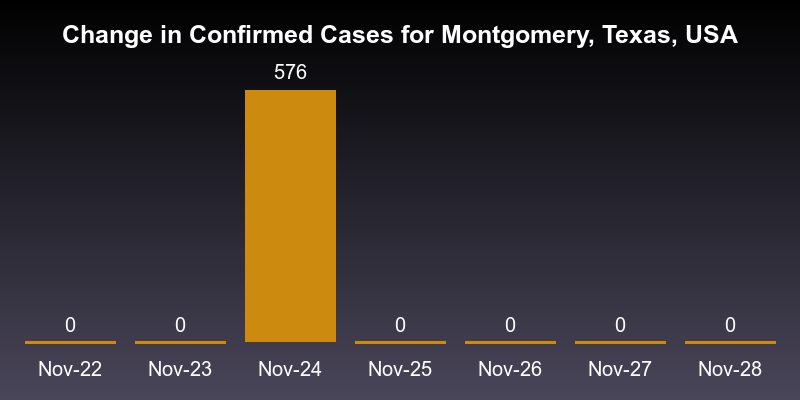 Change in Confirmed Cases for Montgomery, Texas, USA
576
0 0 0 0 0 0
Nov-22 Nov-23 Nov-24 Nov-25 Nov-26 Nov-27 Nov-28